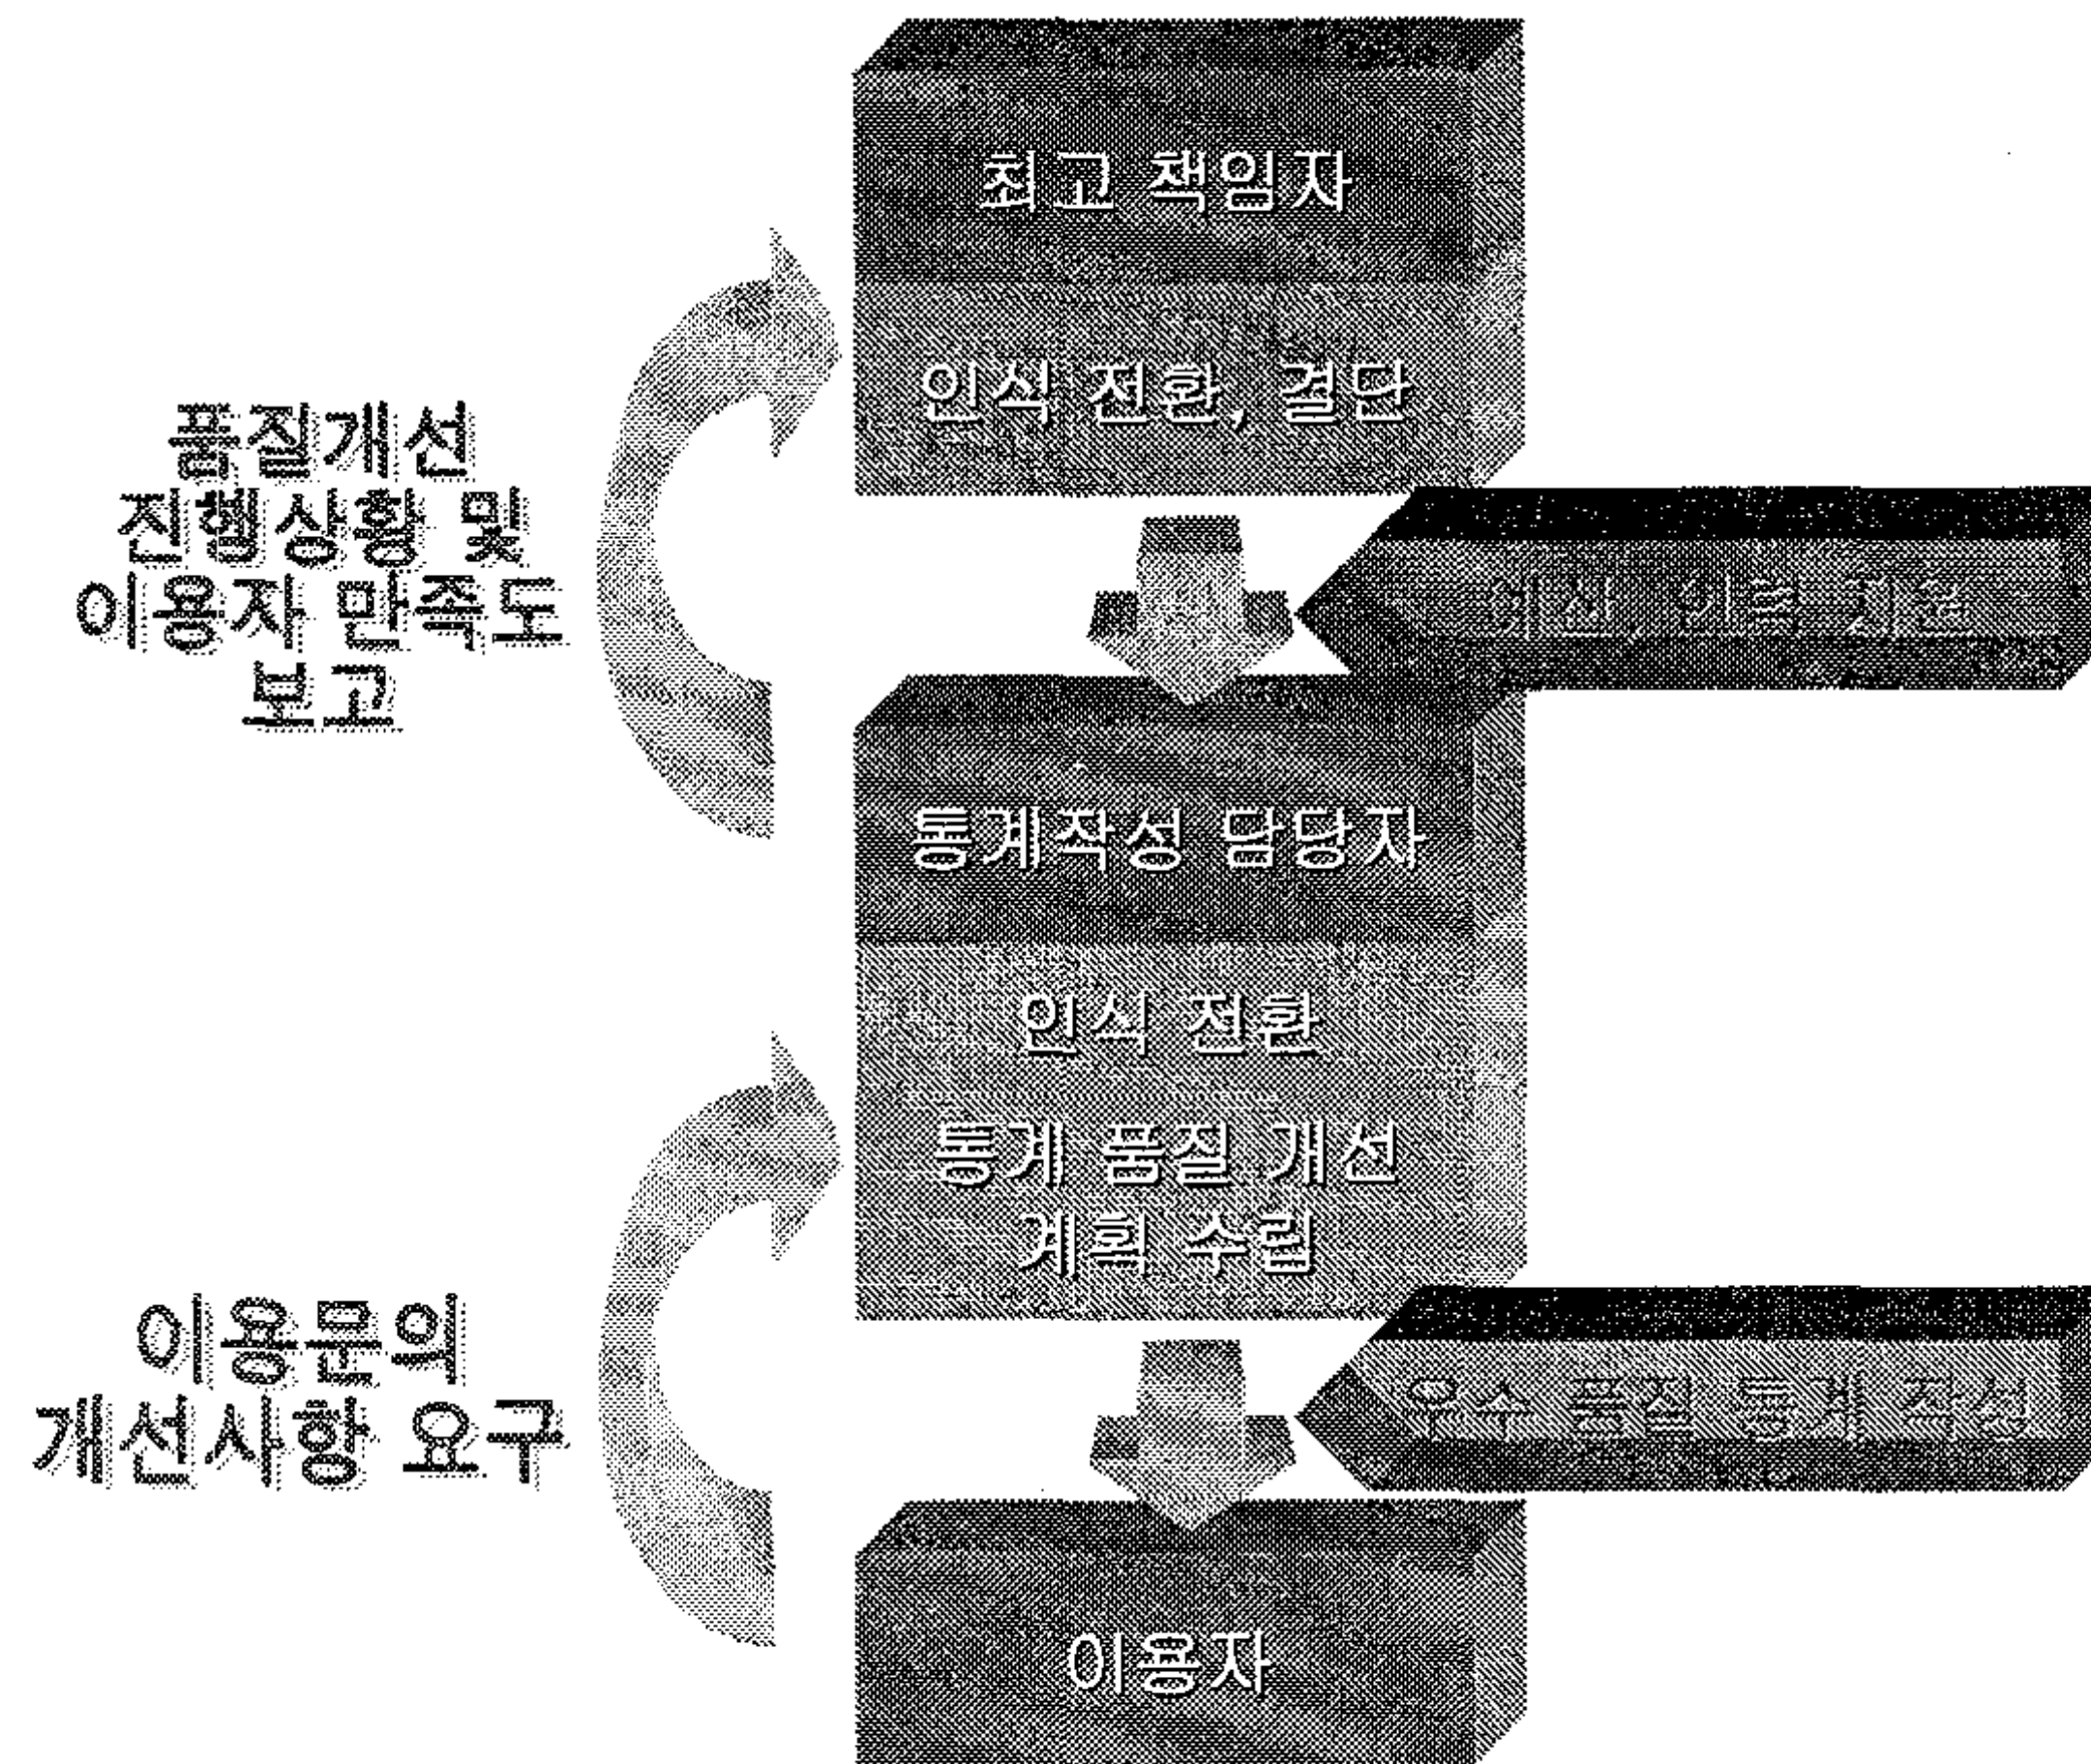 최고 책임자
인식 전환, 결단
품질개선
진행상황 및
이용자 만족도
보고
예산, 인력 지원
통계작성 담당자
인식 전환
통계 품질 개선
계획 수립
이용문의
개선사항 요구
우수 품질 통계 작성
이용자